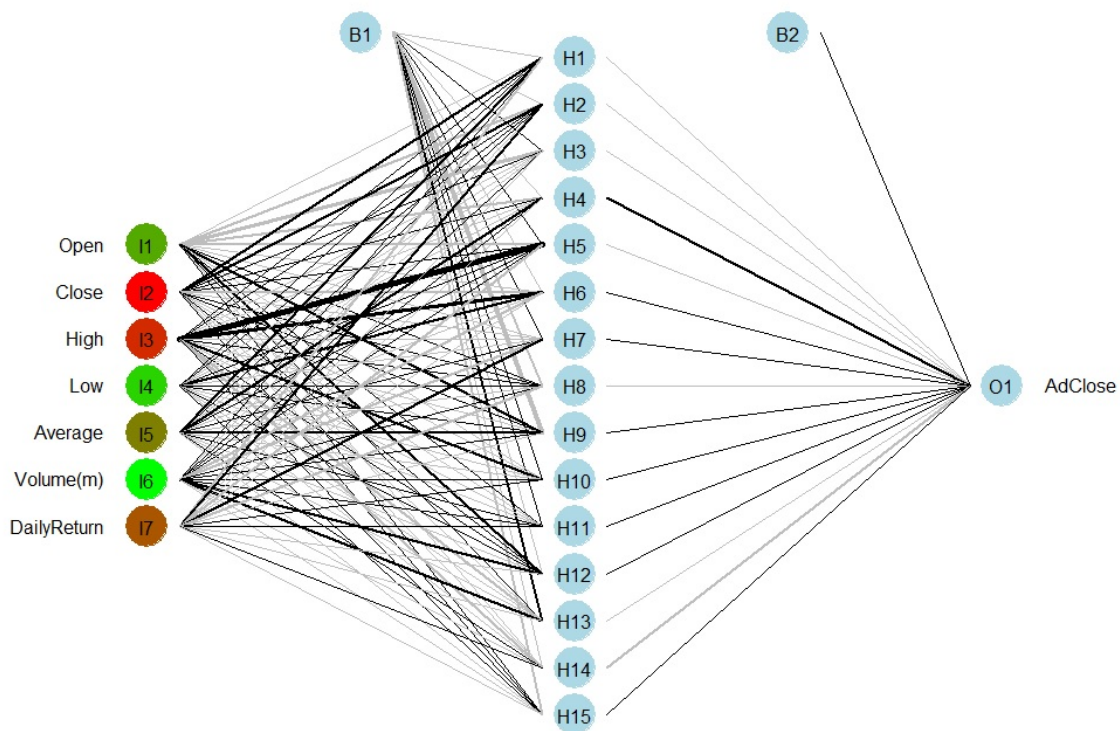 B1
B2
H1
H2
H3
H4
Open I1 H5
Close I2 H6
High I3 H7
Low I4 H8 O1 AdClose
Average I5 H9
Volume(m) I6 H10
DailyReturn I7 H11
H12
H13
H14
H15